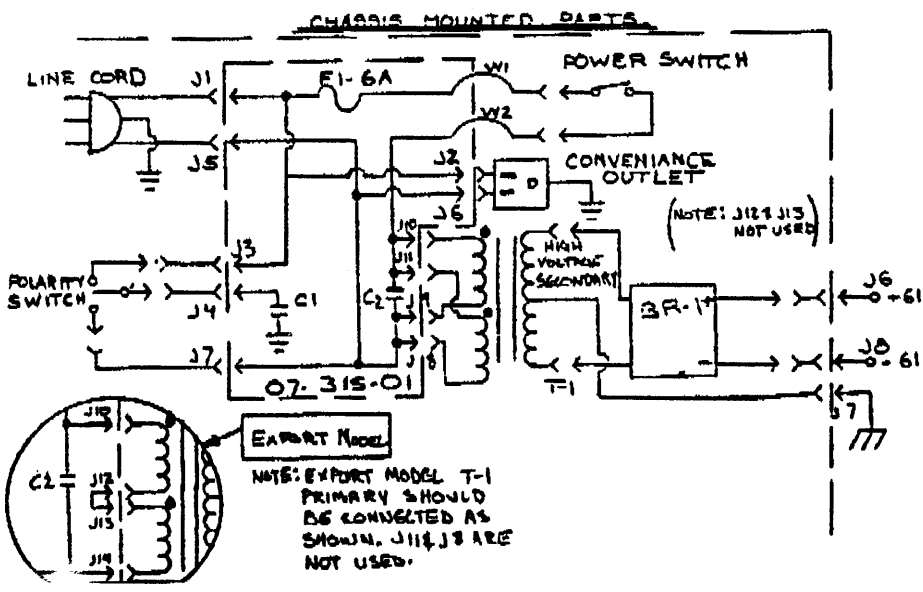 CHASSIS MOUNTED PARTS
LINE CORD
J1
F1-6A
W1
POWER SWITCH
W2
J5
J2
CONVENIANCE
OUTLET
D
J6
(NOTE: J12 & J13
NOT USED)
J10
J11
J3
HIGH
VOLTAGE
SECONDARY
POLARITY
SWITCH
J4
C1
C2
BR-1
+
-
J6
+61
J8
-61
J7
J7
07-315-01
T-1
J10
EXPORT MODEL
C2
J12
J13
J14
NOTE: EXPORT MODEL T-1
PRIMARY SHOULD
BE CONNECTED AS
SHOWN. J11 & J8 ARE
NOT USED.